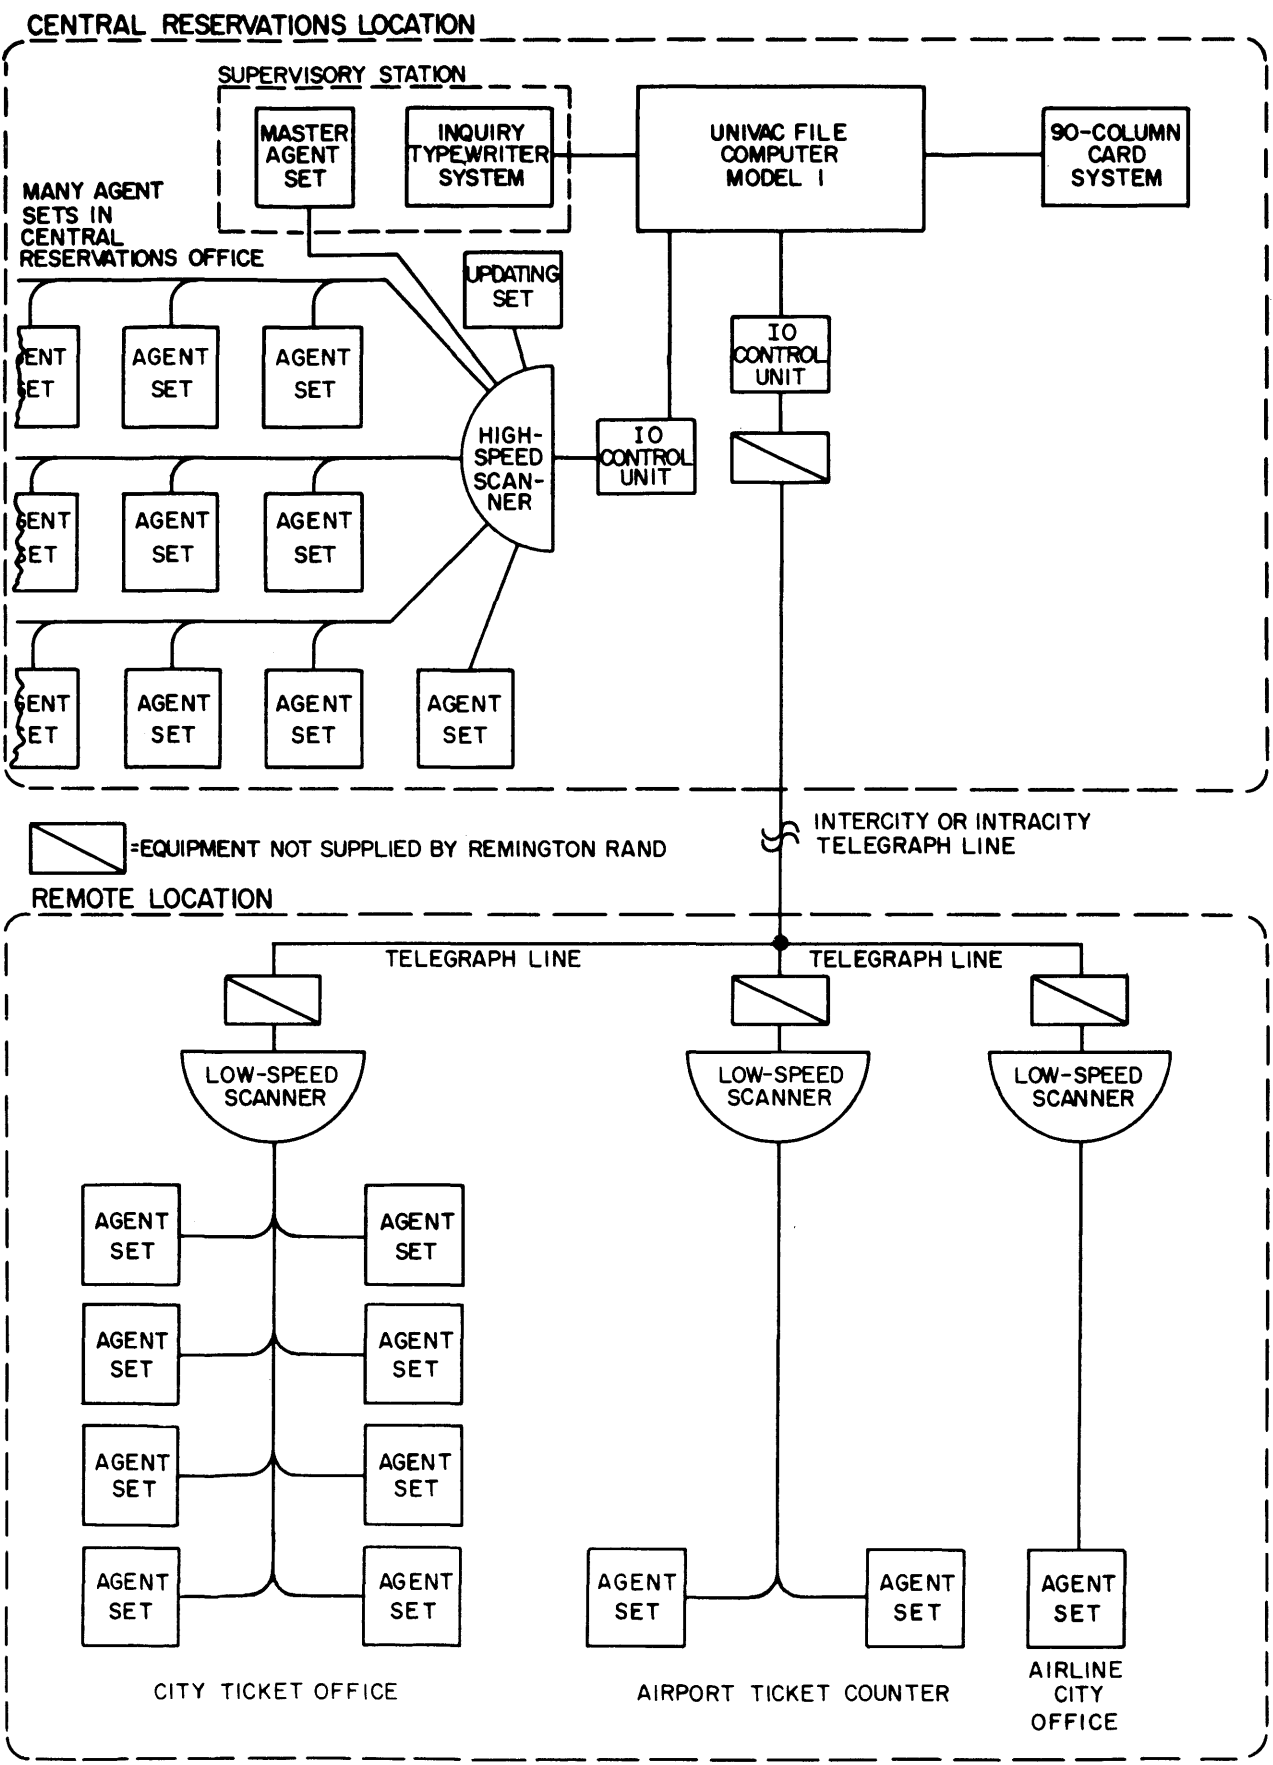 CENTRAL RESERVATIONS LOCATION
SUPERVISORY STATION
MASTER
AGENT
SET
INQUIRY
TYPEWRITER
SYSTEM
UNIVAC FILE
COMPUTER
MODEL I
90-COLUMN
CARD
SYSTEM
MANY AGENT
SETS IN
CENTRAL
RESERVATIONS OFFICE
UPDATING
SET
IO
CONTROL
UNIT
ENT
SET
AGENT
SET
AGENT
SET
HIGH-
SPEED
SCAN-
NER
IO
CONTROL
UNIT
GENT
SET
AGENT
SET
AGENT
SET
GENT
SET
AGENT
SET
AGENT
SET
AGENT
SET
INTERCITY OR INTRACITY
TELEGRAPH LINE
=EQUIPMENT NOT SUPPLIED BY REMINGTON RAND
REMOTE LOCATION
TELEGRAPH LINE
TELEGRAPH LINE
LOW-SPEED
SCANNER
LOW-SPEED
SCANNER
LOW-SPEED
SCANNER
AGENT
SET
AGENT
SET
AGENT
SET
AGENT
SET
AGENT
SET
AGENT
SET
AGENT
SET
AGENT
SET
AGENT
SET
AGENT
SET
AGENT
SET
CITY TICKET OFFICE
AIRPORT TICKET COUNTER
AIRLINE
CITY
OFFICE